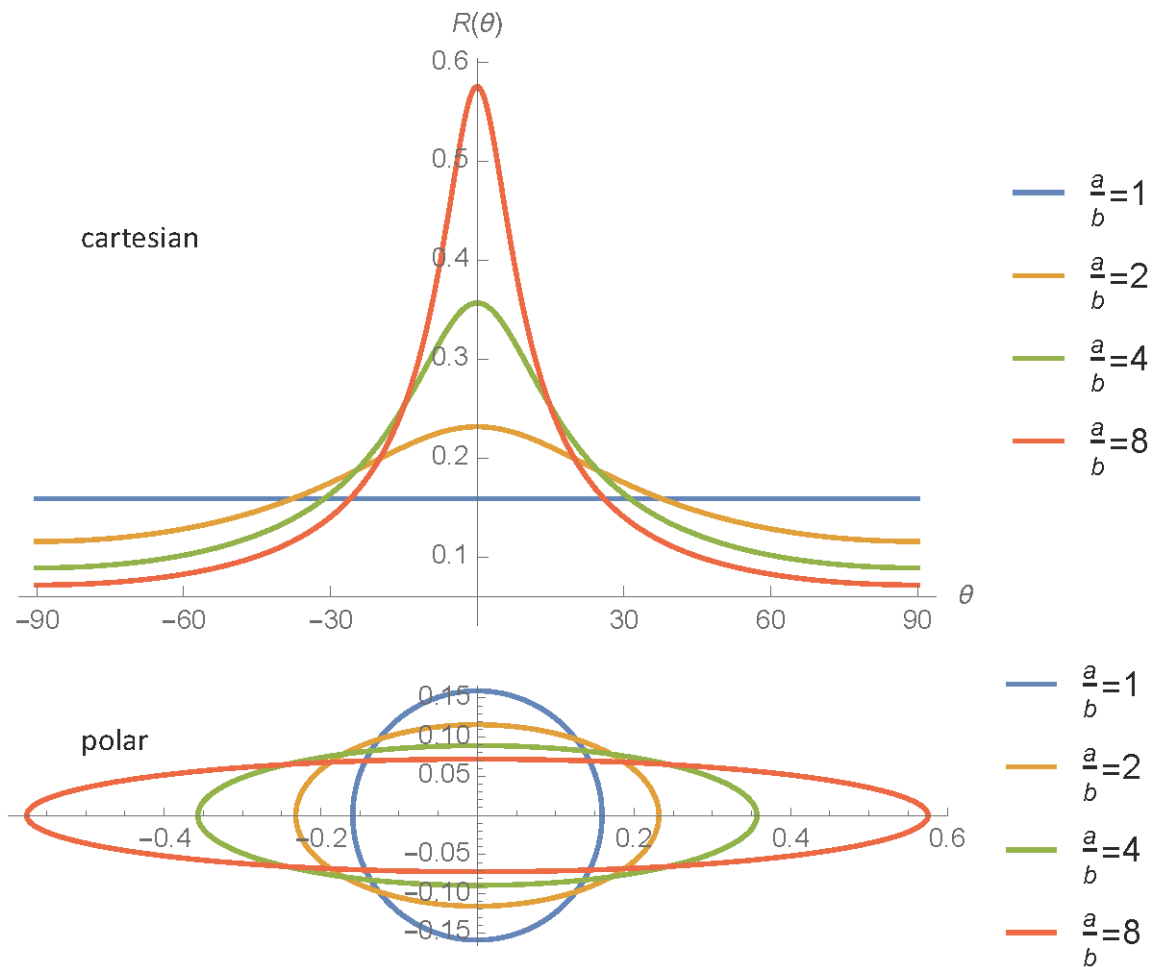 R(θ)
0.6
0.5
cartesian
0.4
0.3
0.2
0.1
−90 −60 −30 30 60 90 θ
a/b=1
a/b=2
a/b=4
a/b=8
polar
0.15
0.10
0.05
−0.4 −0.2 0.2 0.4 0.6
−0.05
−0.10
−0.15
a/b=1
a/b=2
a/b=4
a/b=8